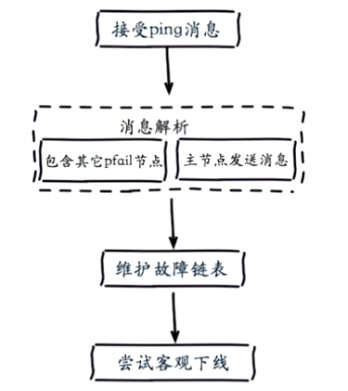 接受ping消息
消息解析
包含其它pfail节点
主节点发送消息
维护故障链表
尝试客观下线